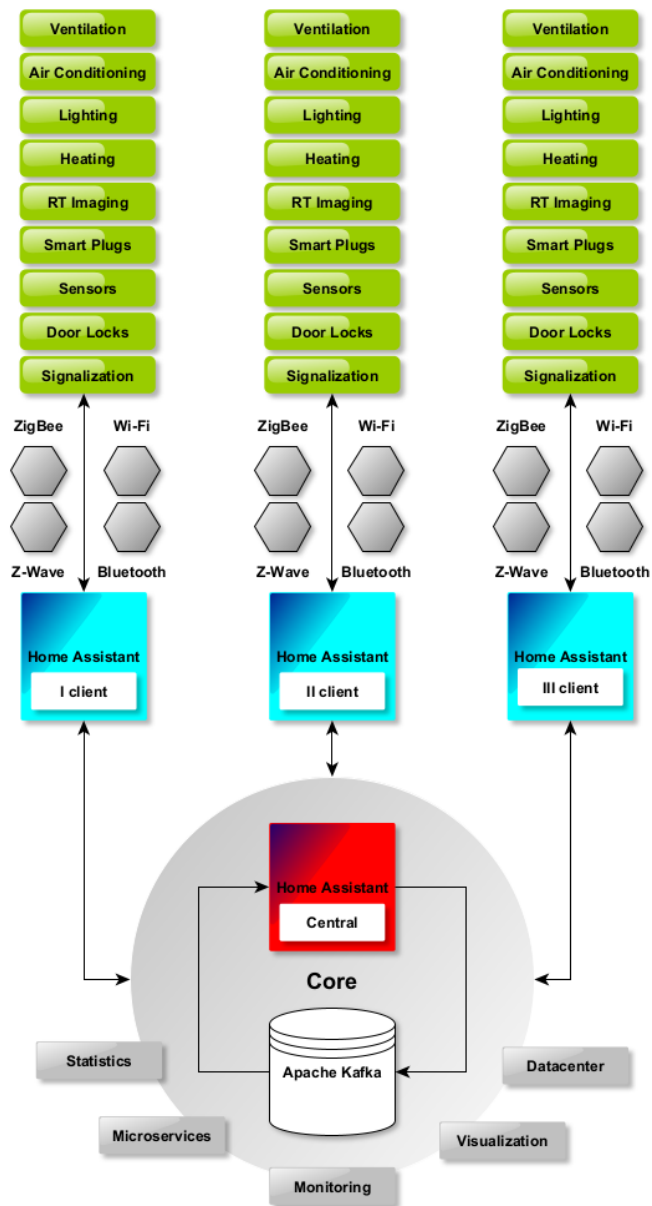 Ventilation
Air Conditioning
Lighting
Heating
RT Imaging
Smart Plugs
Sensors
Door Locks
Signalization
ZigBee
Wi-Fi
Z-Wave
Bluetooth
Home Assistant
I client
Ventilation
Air Conditioning
Lighting
Heating
RT Imaging
Smart Plugs
Sensors
Door Locks
Signalization
ZigBee
Wi-Fi
Z-Wave
Bluetooth
Home Assistant
II client
Ventilation
Air Conditioning
Lighting
Heating
RT Imaging
Smart Plugs
Sensors
Door Locks
Signalization
ZigBee
Wi-Fi
Z-Wave
Bluetooth
Home Assistant
III client
Home Assistant
Central
Core
Apache Kafka
Statistics
Microservices
Monitoring
Visualization
Datacenter